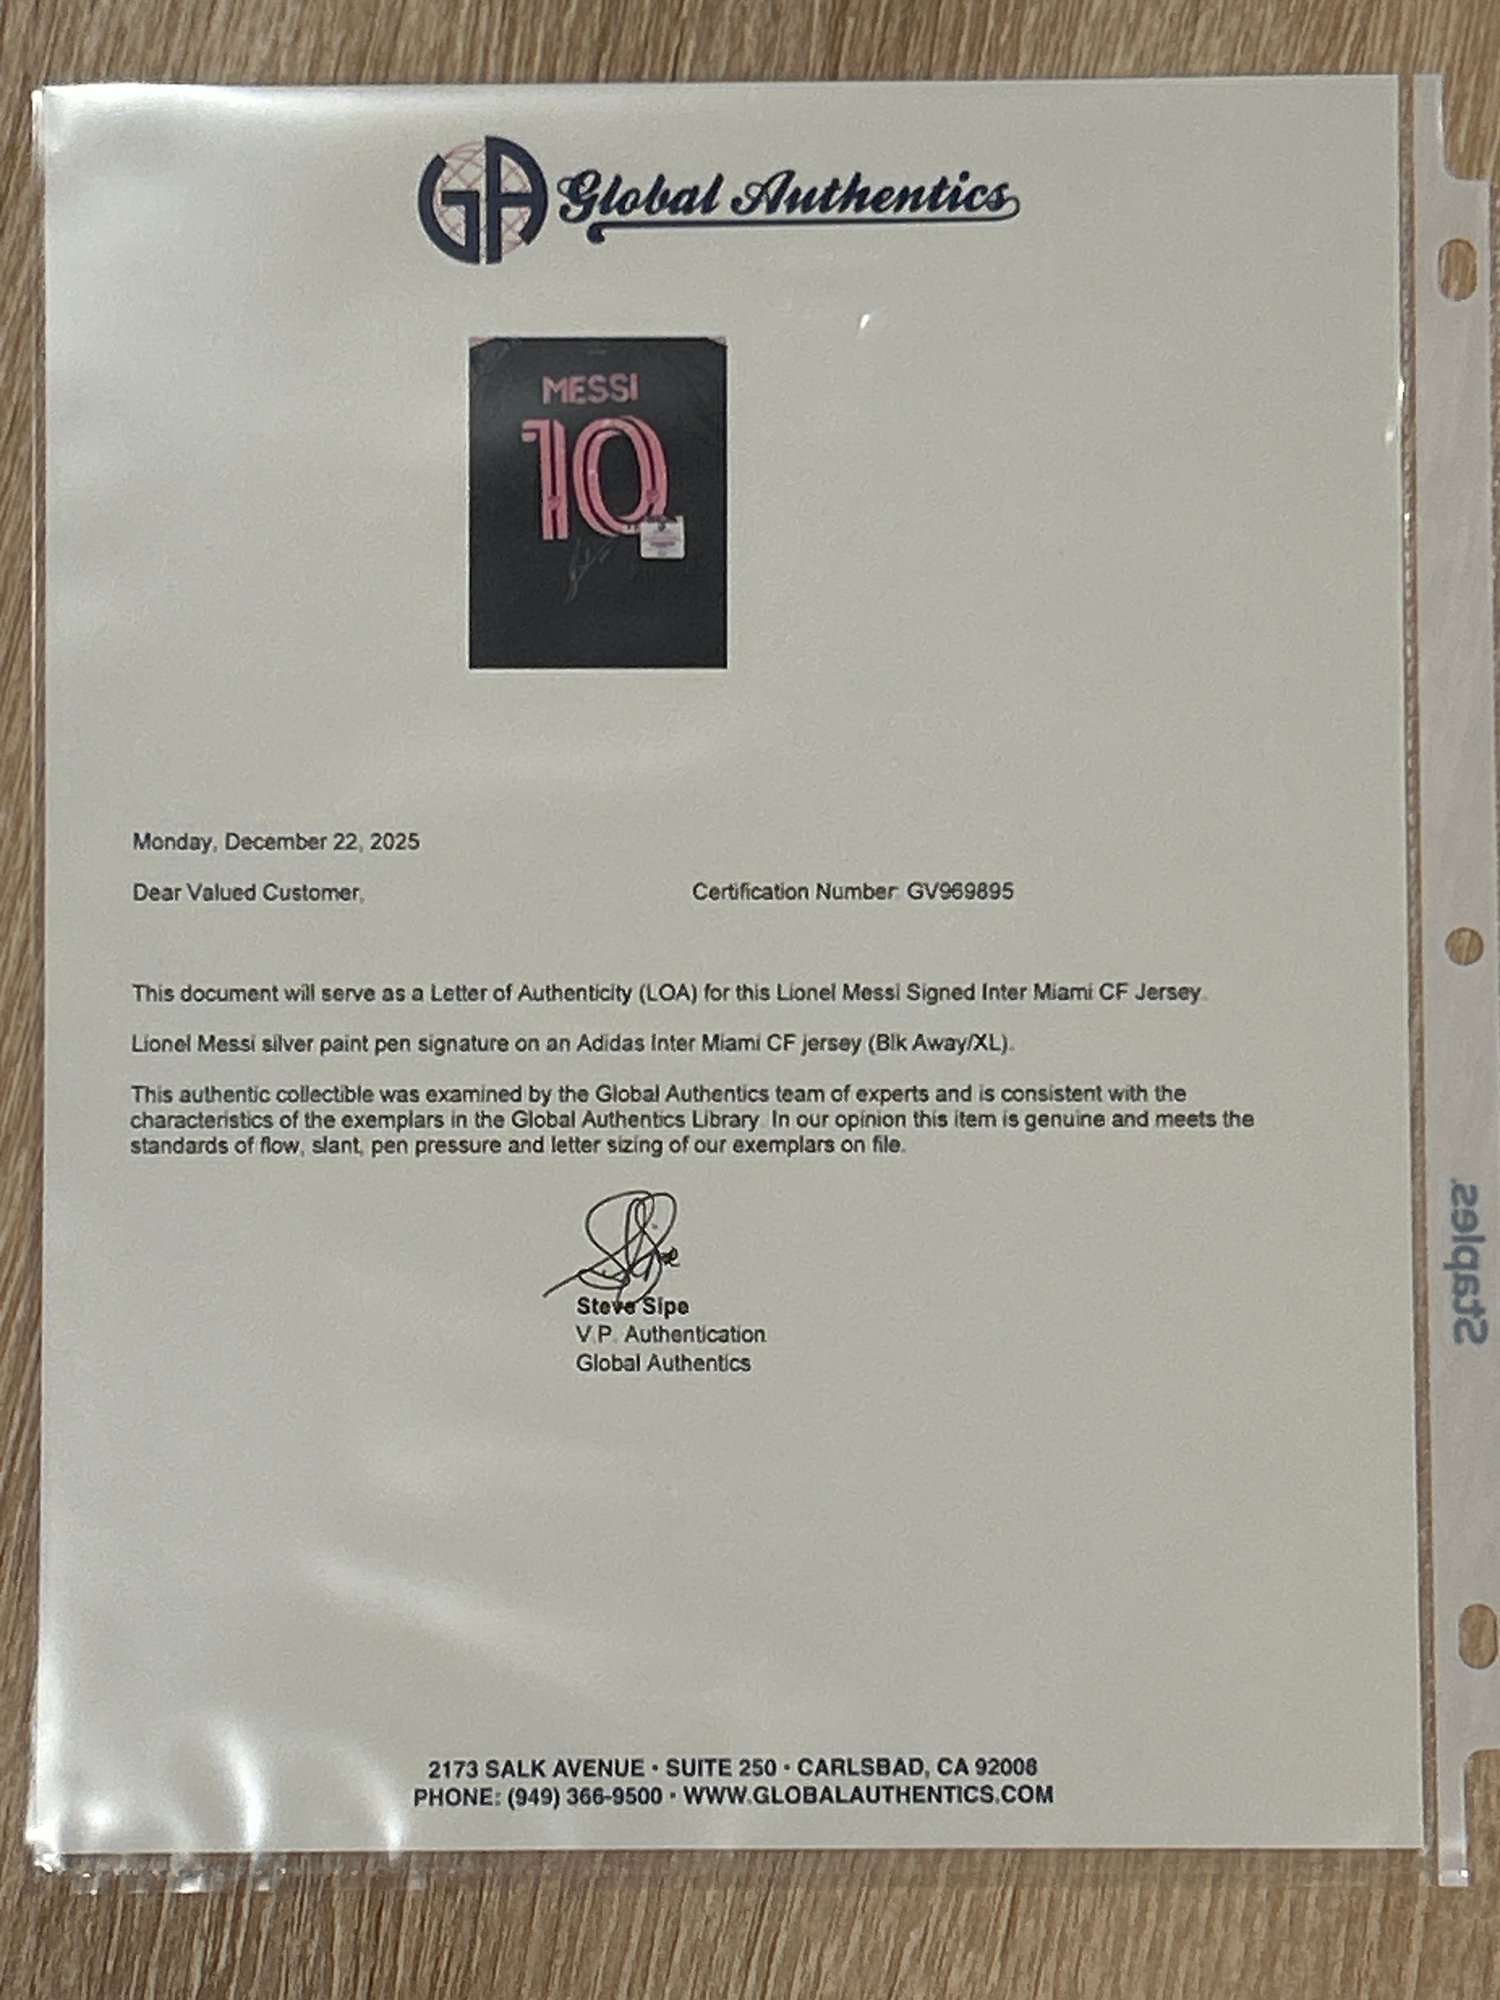 GA Global Authentics
MESSI
10
Monday, December 22, 2025
Dear Valued Customer,
Certification Number: GV969895
This document will serve as a Letter of Authenticity (LOA) for this Lionel Messi Signed Inter Miami CF Jersey.
Lionel Messi silver paint pen signature on an Adidas Inter Miami CF jersey (Blk Away/XL).
This authentic collectible was examined by the Global Authentics team of experts and is consistent with the
characteristics of the exemplars in the Global Authentics Library. In our opinion this item is genuine and meets the
standards of flow, slant, pen pressure and letter sizing of our exemplars on file.
Steve Sipe
V.P. Authentication
Global Authentics
2173 SALK AVENUE · SUITE 250 · CARLSBAD, CA 92008
PHONE: (949) 366-9500 · WWW.GLOBALAUTHENTICS.COM
Staples.